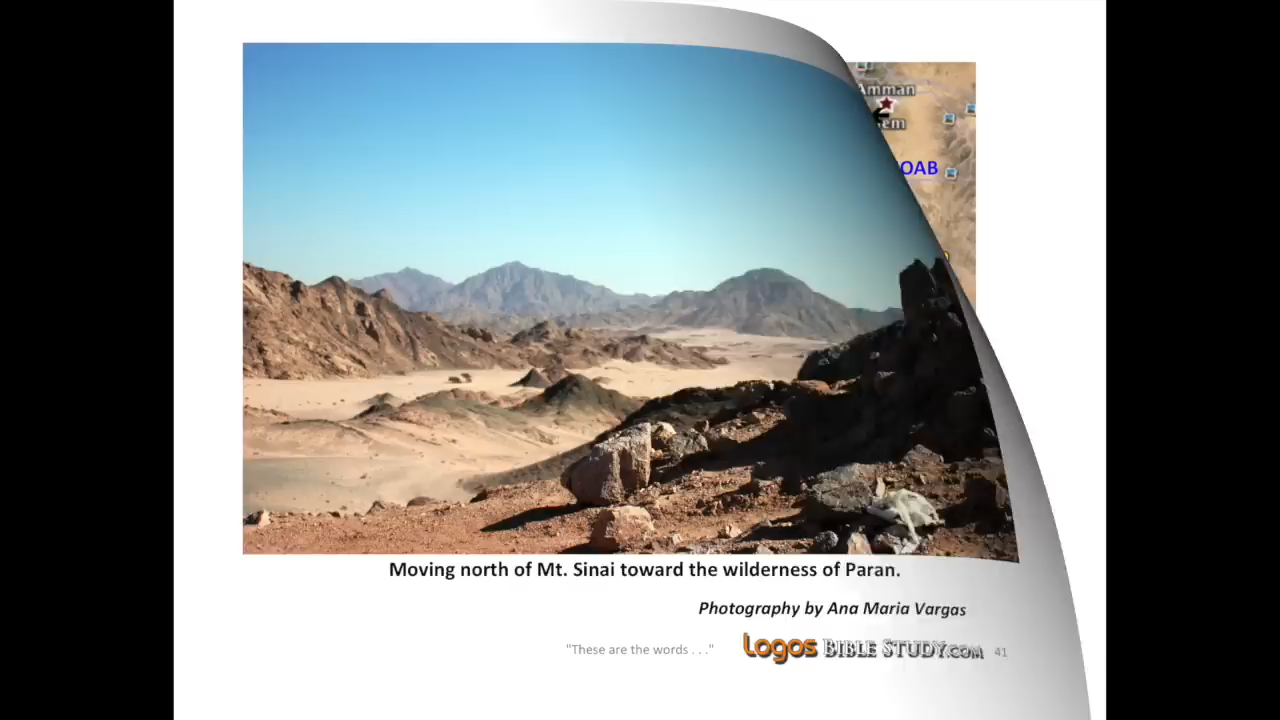 Amman
OAB
Moving north of Mt. Sinai toward the wilderness of Paran.
Photography by Ana Maria Vargas
"These are the words . . ."
Logos BIBLE STUDY.COM
41